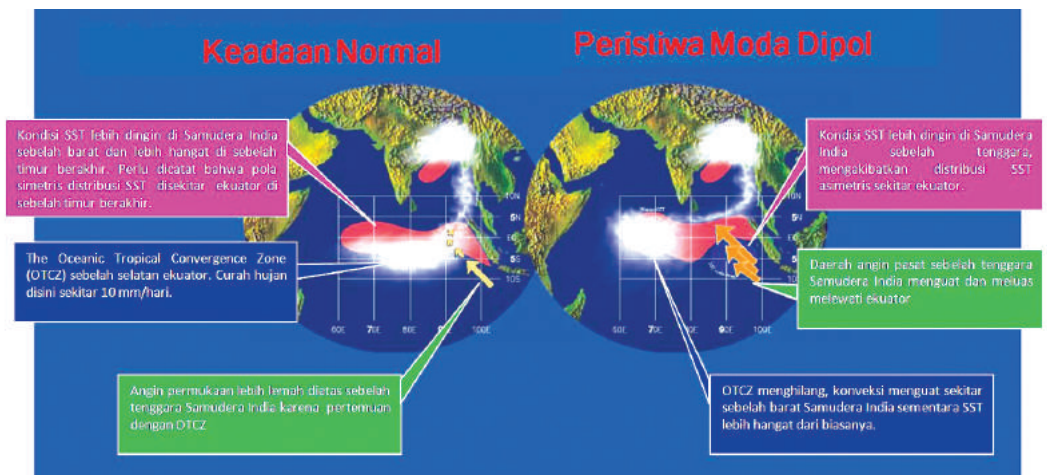 Keadaan Normal
Peristiwa Moda Dipol
Kondisi SST lebih dingin di Samudera India
sebelah barat dan lebih hangat di sebelah
timur berakhir. Perlu dicatat bahwa pola
simetris distribusi SST disekitar ekuator di
sebelah timur berakhir.
The Oceanic Tropical Convergence Zone
(OTCZ) sebelah selatan ekuator. Curah hujan
disini sekitar 10 mm/hari.
Angin permukaan lebih lemah diatas sebelah
tenggara Samudera India karena pertemuan
dengan OTCZ
10N
5N
EQ
5S
10S
60E 70E 80E 90E 100E
Kondisi SST lebih dingin di Samudera
India sebelah tenggara,
mengakibatkan distribusi SST
asimetris sekitar ekuator.
Daerah angin pasat sebelah tenggara
Samudera India menguat dan meluas
melewati ekuator
OTCZ menghilang, konveksi menguat sekitar
sebelah barat Samudera India sementara SST
lebih hangat dari biasanya.
10N
5N
EQ
5S
10S
60E 70E 80E 90E 100E